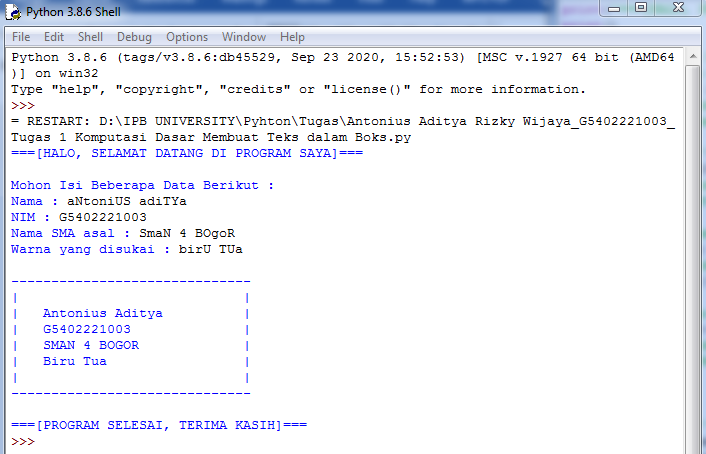 Python 3.8.6 Shell
File Edit Shell Debug Options Window Help
Python 3.8.6 (tags/v3.8.6:db45529, Sep 23 2020, 15:52:53) [MSC v.1927 64 bit (AMD64
)] on win32
Type "help", "copyright", "credits" or "license()" for more information.
>>>
= RESTART: D:\IPB UNIVERSITY\Pyhton\Tugas\Antonius Aditya Rizky Wijaya_G5402221003_
Tugas 1 Komputasi Dasar Membuat Teks dalam Boks.py
===[HALO, SELAMAT DATANG DI PROGRAM SAYA]===

Mohon Isi Beberapa Data Berikut :
Nama : aNtoniUS adiTYa
NIM : G5402221003
Nama SMA asal : SmaN 4 BOgoR
Warna yang disukai : birU TUa

------------------------------
|                            |
|   Antonius Aditya          |
|   G5402221003              |
|   SMAN 4 BOGOR             |
|   Biru Tua                 |
|                            |
------------------------------

===[PROGRAM SELESAI, TERIMA KASIH]===
>>>